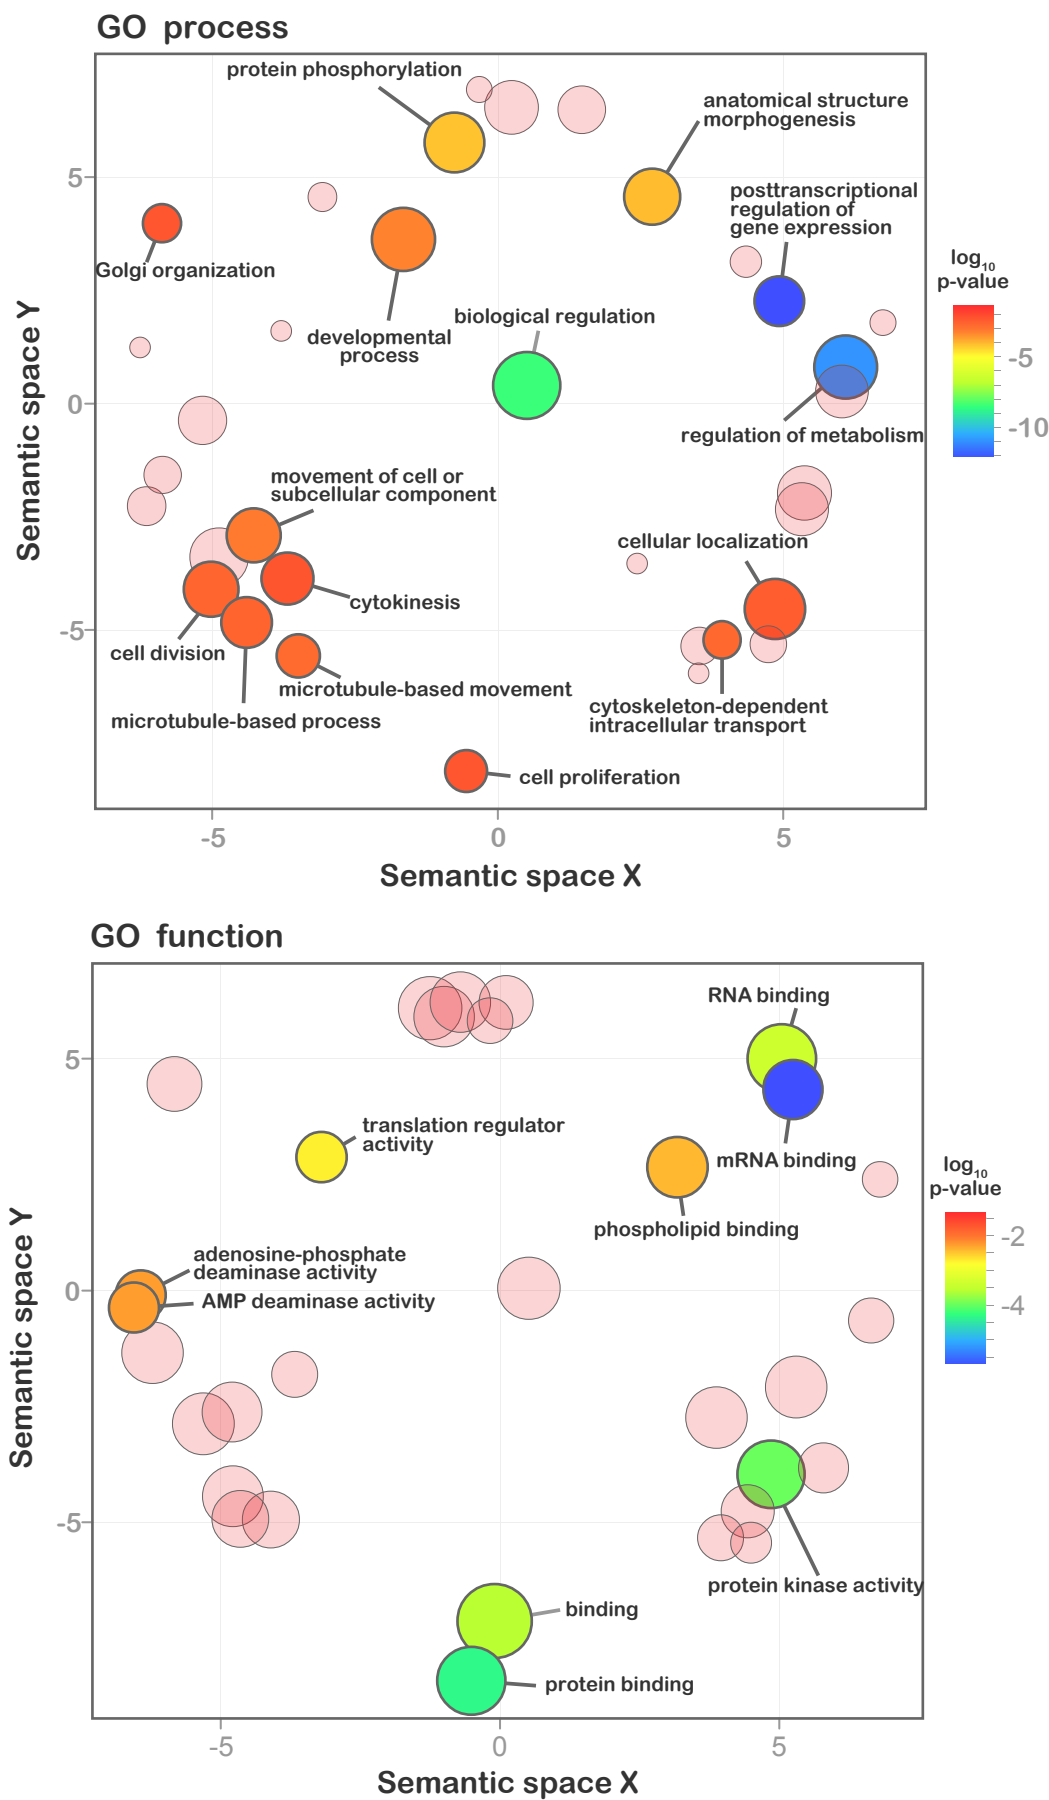 GO process
protein phosphorylation
anatomical structure
morphogenesis
posttranscriptional
regulation of
gene expression
Golgi organization
developmental
process
biological regulation
regulation of metabolism
movement of cell or
subcellular component
cytokinesis
cell division
microtubule-based movement
microtubule-based process
cellular localization
cytoskeleton-dependent
intracellular transport
cell proliferation
5
0
-5
-5
0
5
Semantic space Y
Semantic space X
log10
p-value
-5
-10
GO function
RNA binding
mRNA binding
translation regulator
activity
phospholipid binding
adenosine-phosphate
deaminase activity
AMP deaminase activity
protein kinase activity
binding
protein binding
5
0
-5
-5
0
5
Semantic space Y
Semantic space X
log10
p-value
-2
-4